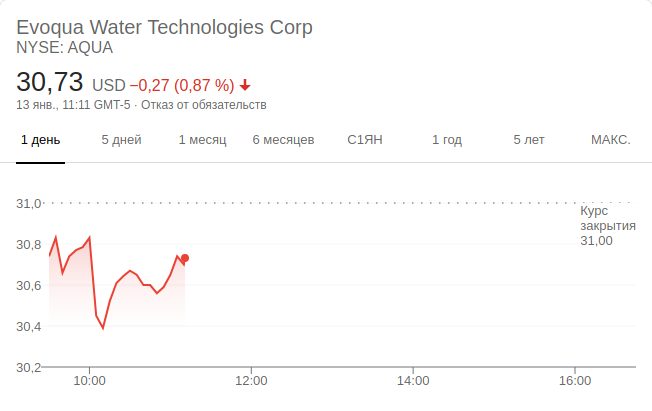 Evoqua Water Technologies Corp
NYSE: AQUA
30,73 USD −0,27 (0,87 %)
13 янв., 11:11 GMT-5 · Отказ от обязательств
1 день 5 дней 1 месяц 6 месяцев С1ЯН 1 год 5 лет МАКС.
31,0
Курс
закрытия
31,00
30,8
30,6
30,4
30,2
10:00 12:00 14:00 16:00